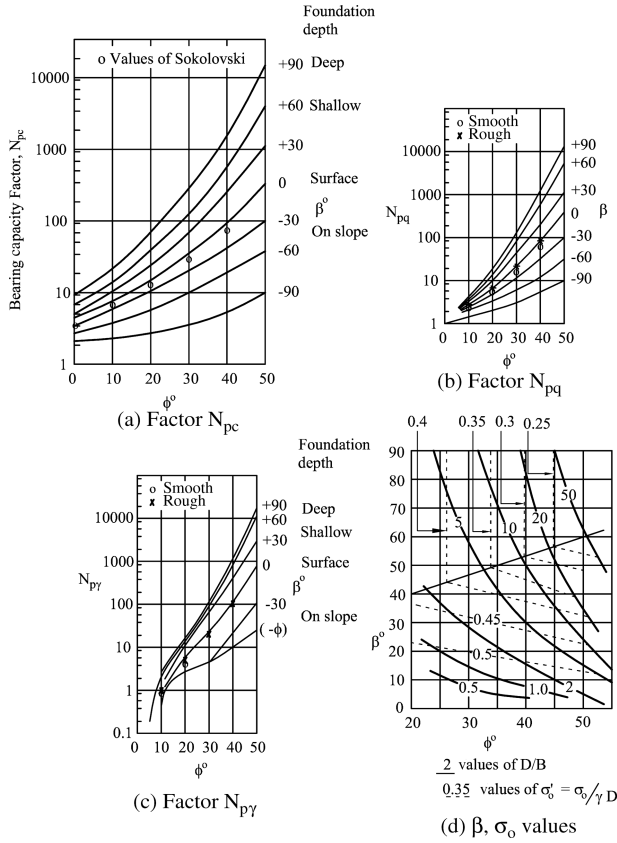 Foundation
depth
o Values of Sokolovski
+90 Deep
10000
+60 Shallow
1000
+30
0 Surface
β°
100
-30 On slope
-60
10
-90
1
0 10 20 30 40 50
Bearing capacity Factor, Npc
ϕ°
(a) Factor Npc
o Smooth
x Rough
+90
10000
+60
1000
+30
Npq
0 β
100
-30
-60
10
-90
1
0 10 20 30 40 50
ϕ°
(b) Factor Npq
Foundation
depth
o Smooth
x Rough
+90 Deep
10000
+60
Shallow
+30
1000
0 Surface
Npγ
β°
100
-30
On slope
10
(-ϕ)
1
0.1
10 20 30 40 50
ϕ°
(c) Factor Npγ
0.4 0.35 0.3 0.25
90
80
70
60
50
40
30
β°
20
10
0
5 10 20 50
0.45
0.5
0.5 1.0 2
20 30 40 50
ϕ°
2 values of D/B
0.35 values of σ'o = σo/γ D
(d) β, σo values